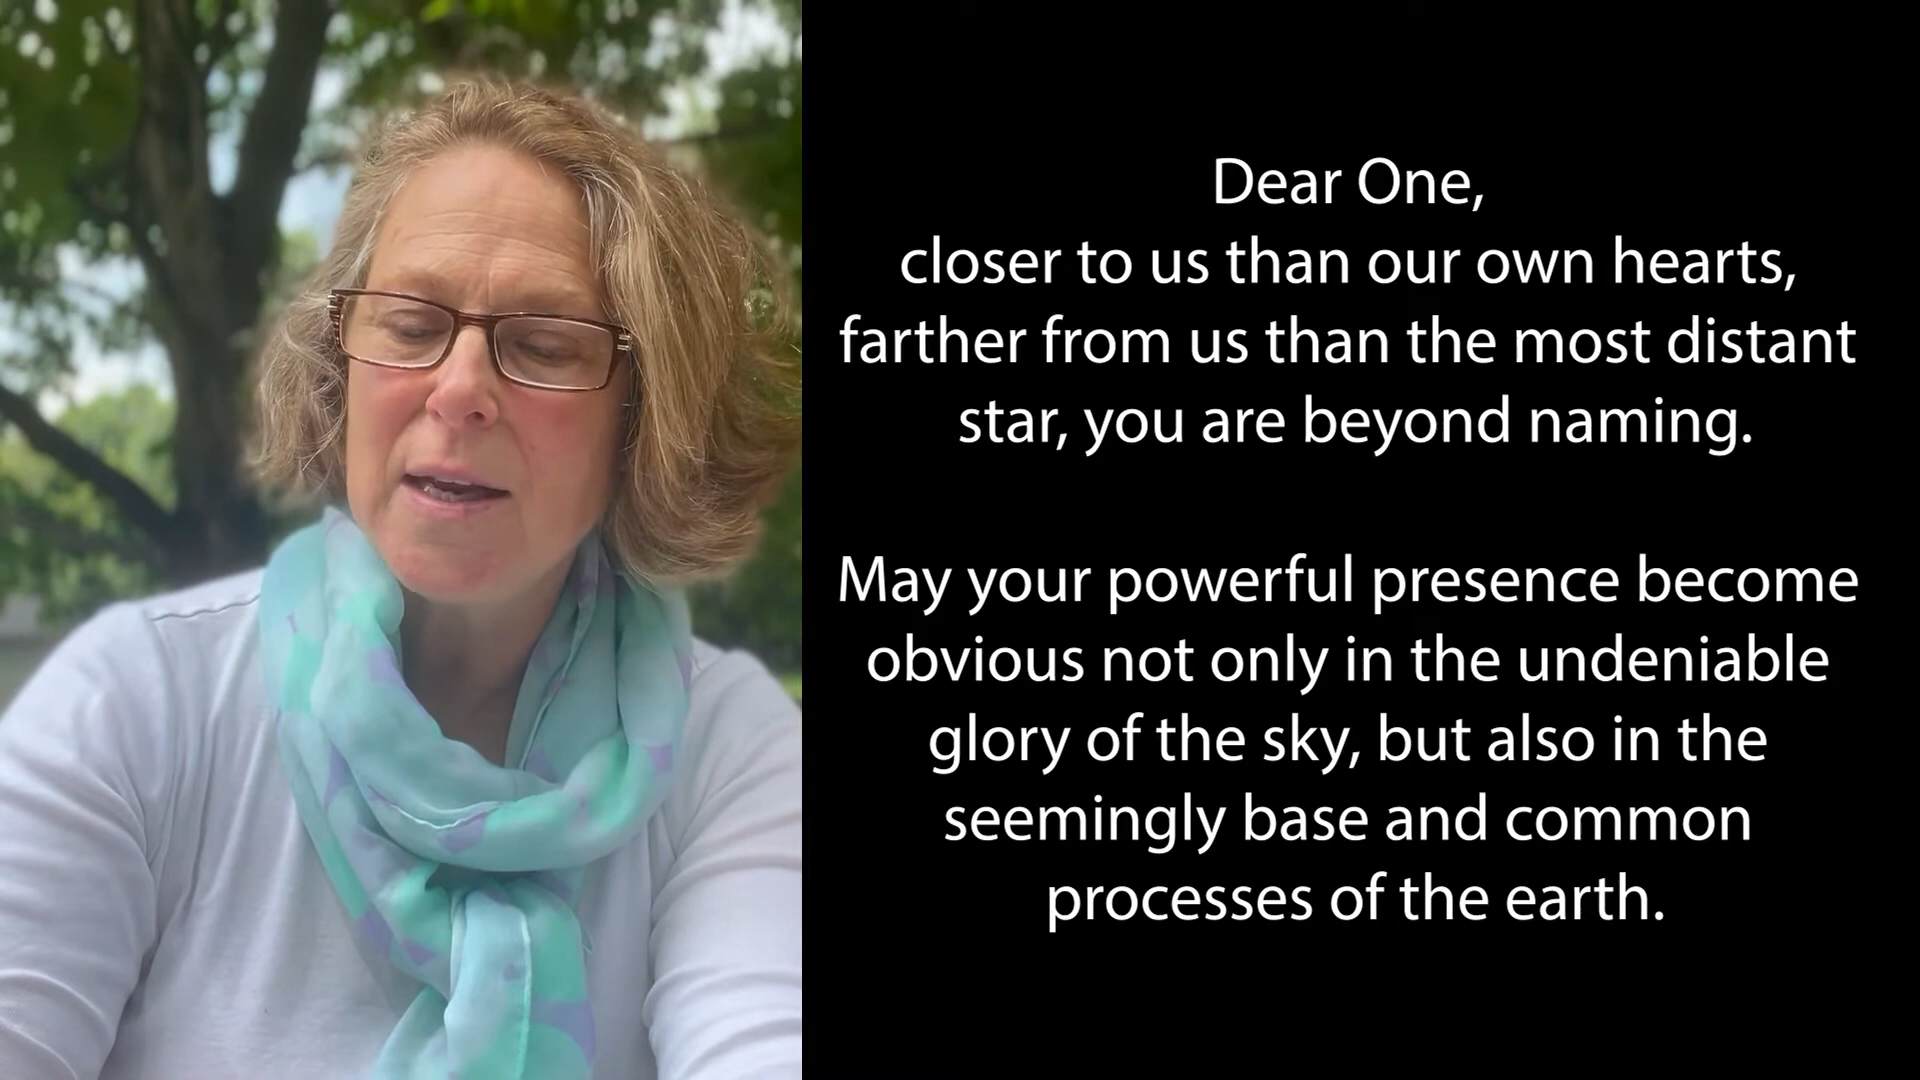 Dear One,
closer to us than our own hearts,
farther from us than the most distant
star, you are beyond naming.
May your powerful presence become
obvious not only in the undeniable
glory of the sky, but also in the
seemingly base and common
processes of the earth.